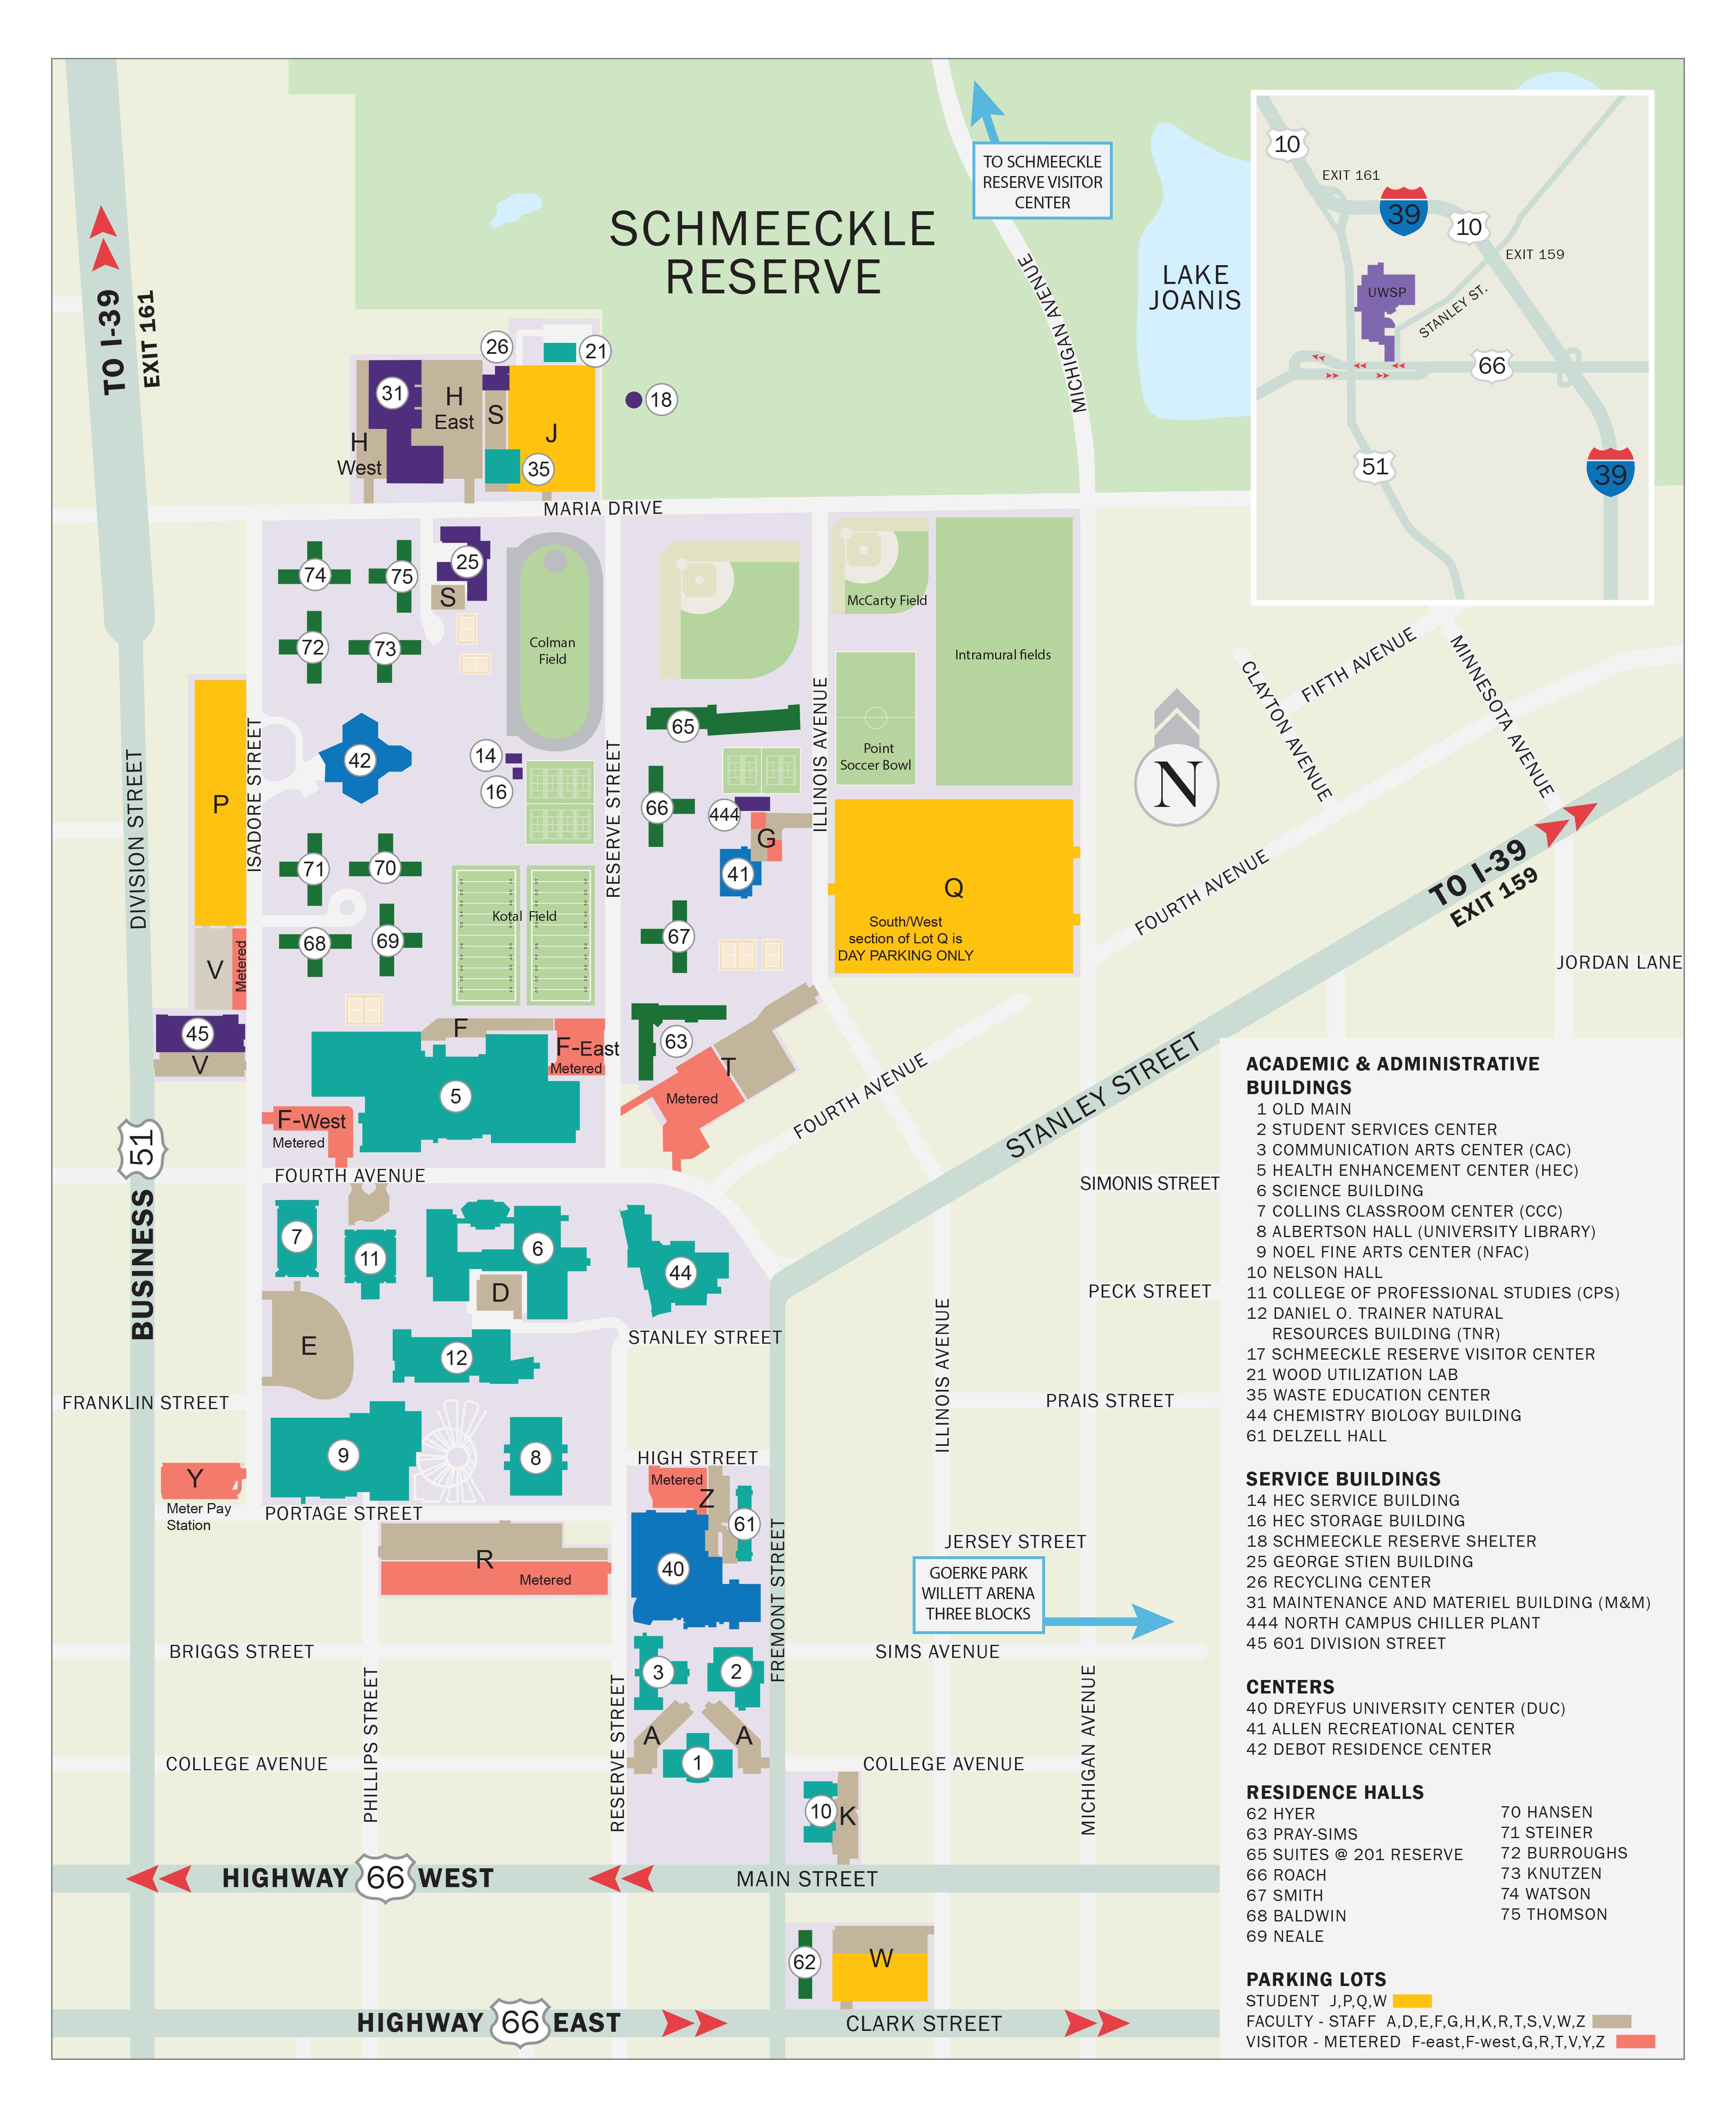 TO SCHMEECKLE
RESERVE VISITOR
CENTER
SCHMEECKLE
RESERVE
LAKE
JOANIS
MICHIGAN AVENUE
TO I-39
EXIT 161
10
EXIT 161
39
10
EXIT 159
UWSP
STANLEY ST.
66
51
39
26
21
31
H
East
S
J
18
H
West
35
MARIA DRIVE
74
75
25
S
72
73
Colman
Field
McCarty Field
Intramural fields
65
Point
Soccer Bowl
ILLINOIS AVENUE
42
14
16
66
444
G
41
P
ISADORE STREET
DIVISION STREET
RESERVE STREET
71
70
Kotal Field
68
69
67
Q
South/West
section of Lot Q is
DAY PARKING ONLY
N
CLAYTON AVENUE
FIFTH AVENUE
MINNESOTA AVENUE
FOURTH AVENUE
TO I-39
EXIT 159
JORDAN LANE
V
Metered
45
V
F
F-East
Metered
5
F-West
Metered
63
T
Metered
FOURTH AVENUE
STANLEY STREET
51
BUSINESS
FOURTH AVENUE
SIMONIS STREET
7
11
6
44
D
E
12
STANLEY STREET
PECK STREET
ILLINOIS AVENUE
FRANKLIN STREET
PRAIS STREET
9
8
HIGH STREET
Y
Meter Pay
Station
PORTAGE STREET
Metered
Z
61
R
Metered
40
FREMONT STREET
JERSEY STREET
GOERKE PARK
WILLETT ARENA
THREE BLOCKS
BRIGGS STREET
SIMS AVENUE
3
2
PHILLIPS STREET
RESERVE STREET
A
A
1
MICHIGAN AVENUE
COLLEGE AVENUE
COLLEGE AVENUE
10
K
HIGHWAY 66 WEST
MAIN STREET
62
W
HIGHWAY 66 EAST
CLARK STREET
ACADEMIC & ADMINISTRATIVE
BUILDINGS
1 OLD MAIN
2 STUDENT SERVICES CENTER
3 COMMUNICATION ARTS CENTER (CAC)
5 HEALTH ENHANCEMENT CENTER (HEC)
6 SCIENCE BUILDING
7 COLLINS CLASSROOM CENTER (CCC)
8 ALBERTSON HALL (UNIVERSITY LIBRARY)
9 NOEL FINE ARTS CENTER (NFAC)
10 NELSON HALL
11 COLLEGE OF PROFESSIONAL STUDIES (CPS)
12 DANIEL O. TRAINER NATURAL
RESOURCES BUILDING (TNR)
17 SCHMEECKLE RESERVE VISITOR CENTER
21 WOOD UTILIZATION LAB
35 WASTE EDUCATION CENTER
44 CHEMISTRY BIOLOGY BUILDING
61 DELZELL HALL
SERVICE BUILDINGS
14 HEC SERVICE BUILDING
16 HEC STORAGE BUILDING
18 SCHMEECKLE RESERVE SHELTER
25 GEORGE STIEN BUILDING
26 RECYCLING CENTER
31 MAINTENANCE AND MATERIEL BUILDING (M&M)
444 NORTH CAMPUS CHILLER PLANT
45 601 DIVISION STREET
CENTERS
40 DREYFUS UNIVERSITY CENTER (DUC)
41 ALLEN RECREATIONAL CENTER
42 DEBOT RESIDENCE CENTER
RESIDENCE HALLS
62 HYER
63 PRAY-SIMS
65 SUITES @ 201 RESERVE
66 ROACH
67 SMITH
68 BALDWIN
69 NEALE
70 HANSEN
71 STEINER
72 BURROUGHS
73 KNUTZEN
74 WATSON
75 THOMSON
PARKING LOTS
STUDENT J,P,Q,W
FACULTY - STAFF A,D,E,F,G,H,K,R,T,S,V,W,Z
VISITOR - METERED F-east,F-west,G,R,T,V,Y,Z